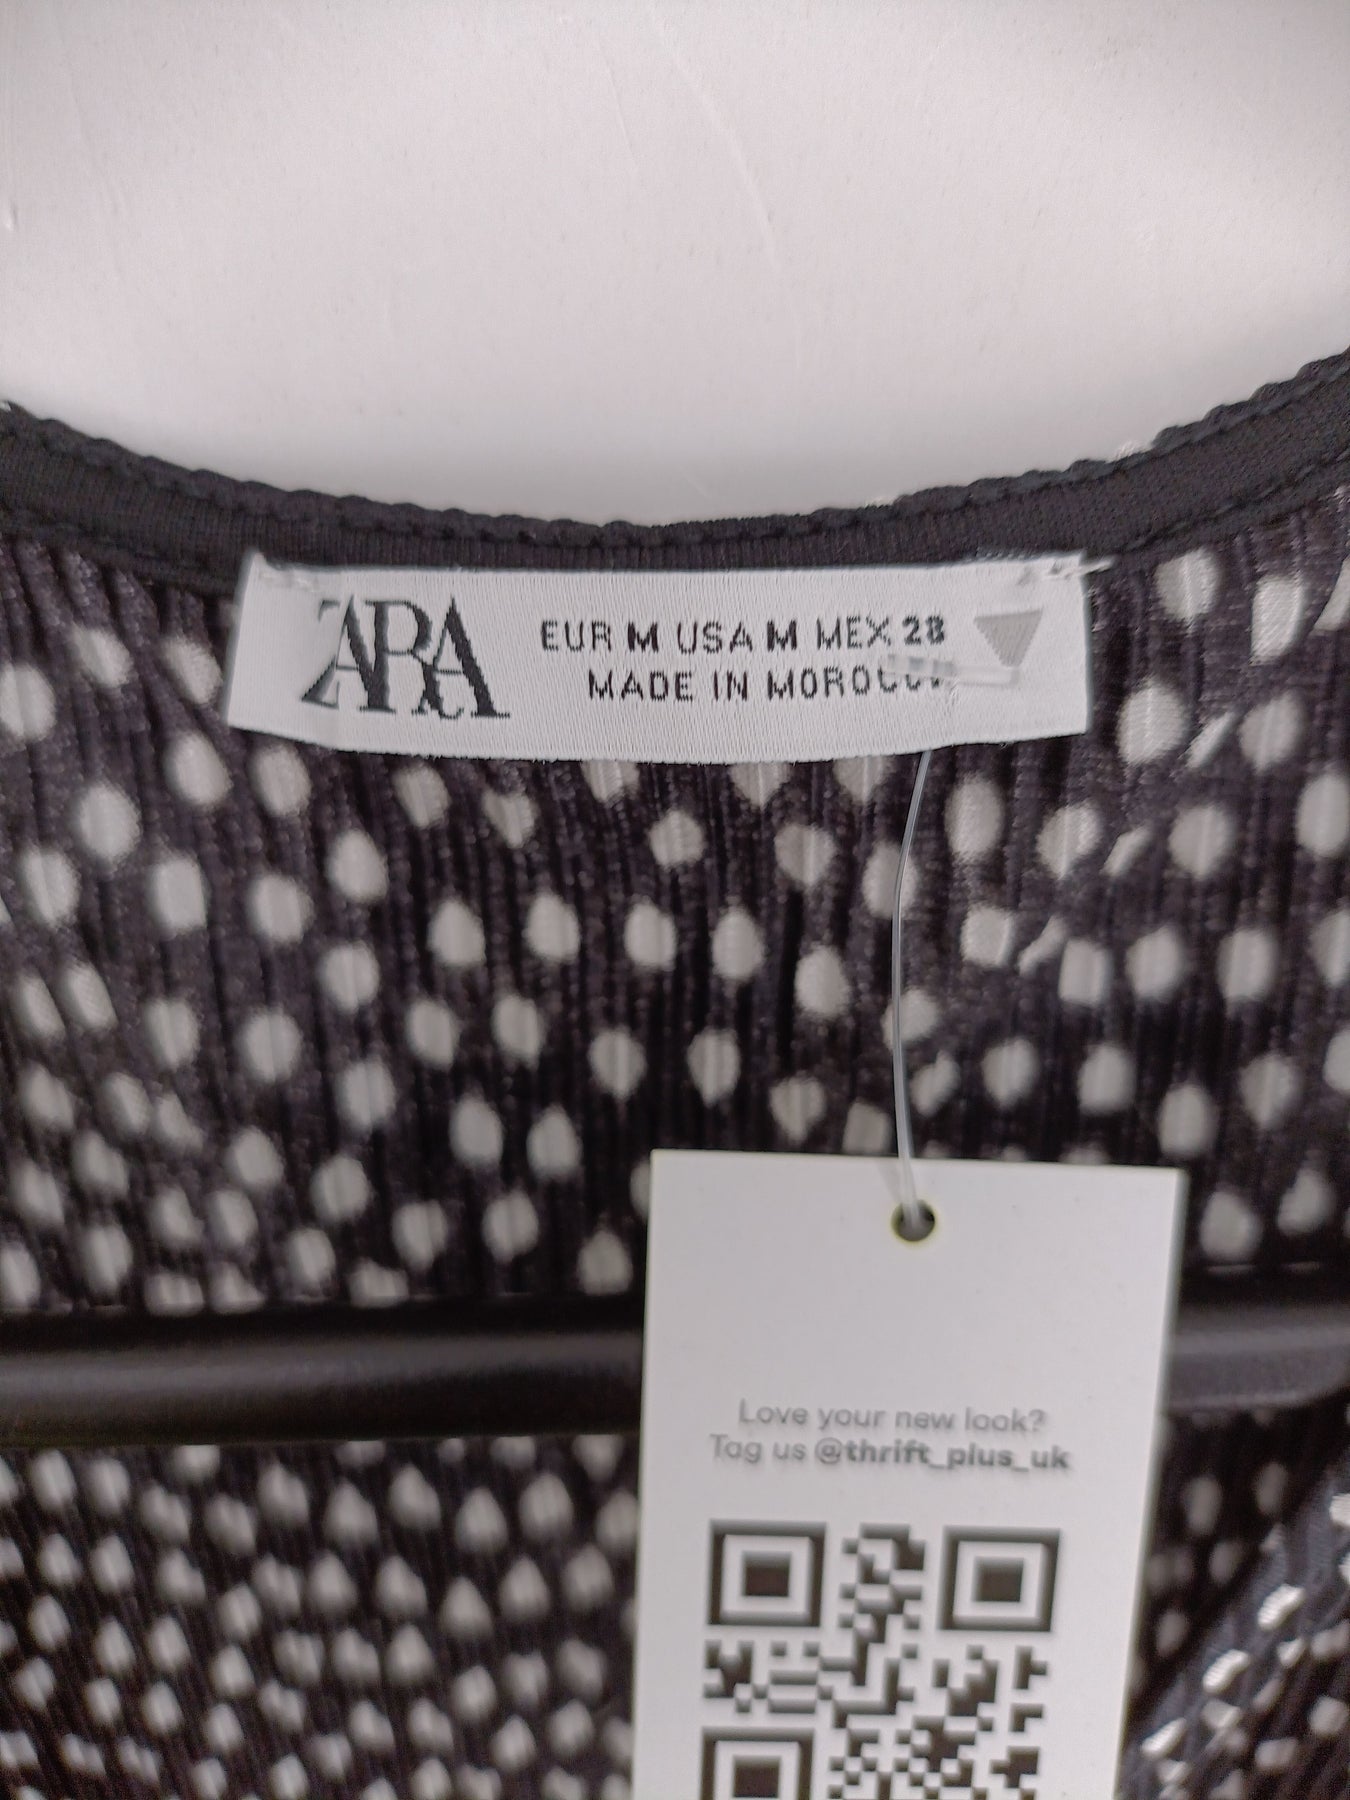 ZARA
EUR M USA M MEX 28
MADE IN MOROCCO
Love your new look?
Tag us @thrift_plus_uk